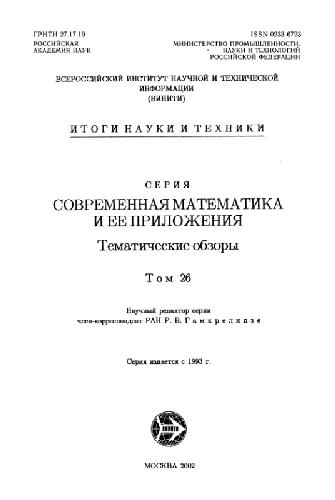 ГРНТИ 27.17.19
ISSN 0233-6723
РОССИЙСКАЯ
АКАДЕМИЯ НАУК
МИНИСТЕРСТВО ПРОМЫШЛЕННОСТИ,
НАУКИ И ТЕХНОЛОГИЙ
РОССИЙСКОЙ ФЕДЕРАЦИИ
ВСЕРОССИЙСКИЙ ИНСТИТУТ НАУЧНОЙ И ТЕХНИЧЕСКОЙ
ИНФОРМАЦИИ
(ВИНИТИ)
ИТОГИ НАУКИ И ТЕХНИКИ
СЕРИЯ
СОВРЕМЕННАЯ МАТЕМАТИКА
И ЕЕ ПРИЛОЖЕНИЯ
Тематические обзоры
Том 26
Научный редактор серии
член-корреспондент РАН Р. В. Гамкрелидзе
Серия издается с 1993 г.
ВИНИТИ
МОСКВА 2002